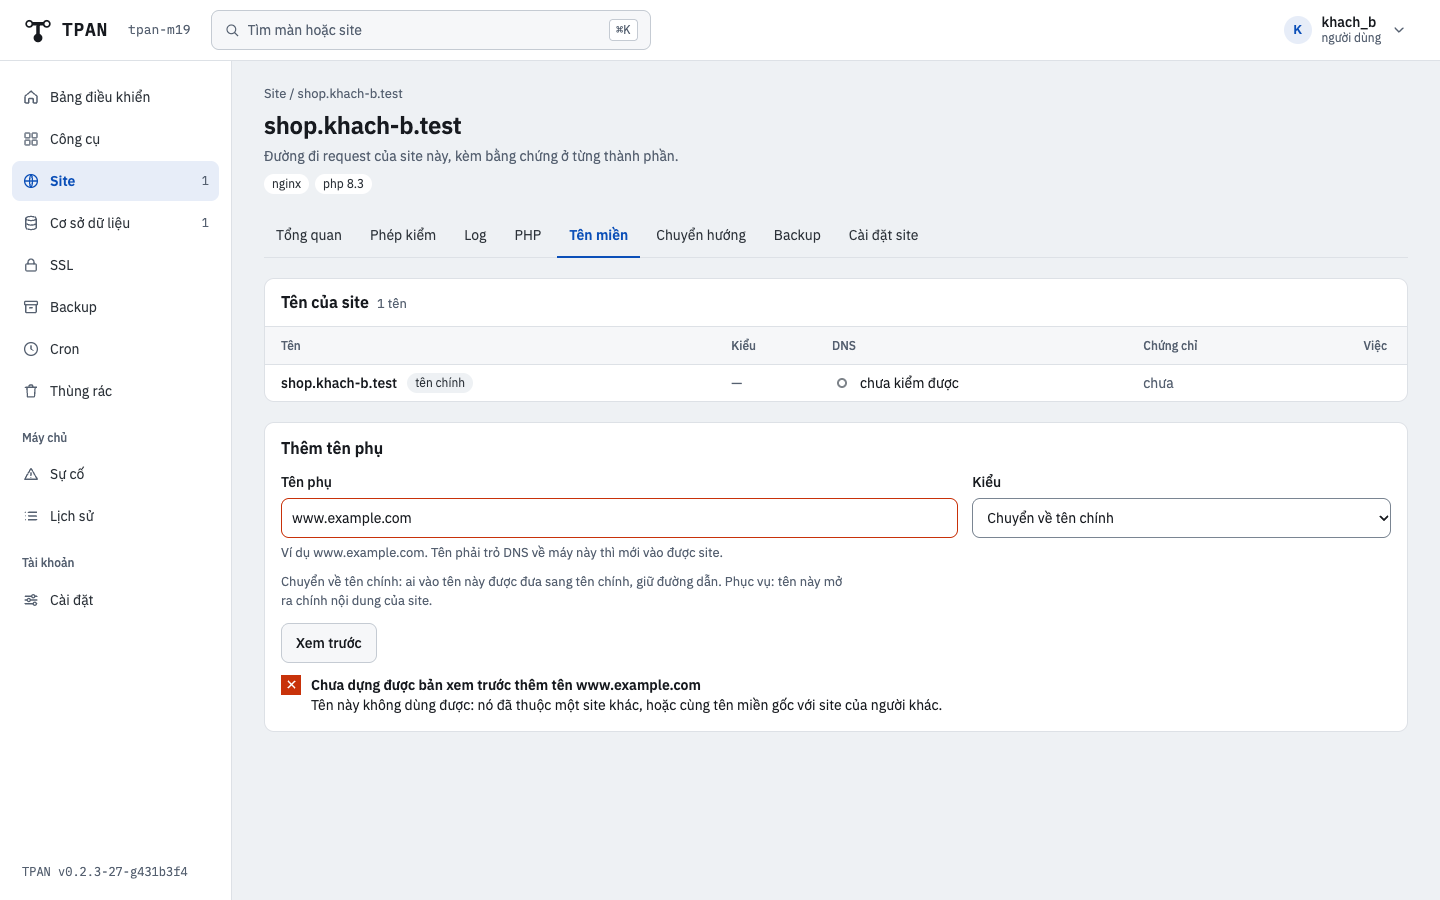 TPAN
tpan-m19
Tìm màn hoặc site
⌘K
K
khach_b
người dùng
Bảng điều khiển
Công cụ
Site 1
Cơ sở dữ liệu 1
SSL
Backup
Cron
Thùng rác
Máy chủ
Sự cố
Lịch sử
Tài khoản
Cài đặt
TPAN v0.2.3-27-g431b3f4
Site / shop.khach-b.test
shop.khach-b.test
Đường đi request của site này, kèm bằng chứng ở từng thành phần.
nginx php 8.3
Tổng quan Phép kiểm Log PHP Tên miền Chuyển hướng Backup Cài đặt site
Tên của site 1 tên
Tên Kiểu DNS Chứng chỉ Việc
shop.khach-b.test tên chính — chưa kiểm được chưa
Thêm tên phụ
Tên phụ Kiểu
www.example.com Chuyển về tên chính
Ví dụ www.example.com. Tên phải trỏ DNS về máy này thì mới vào được site.
Chuyển về tên chính: ai vào tên này được đưa sang tên chính, giữ đường dẫn. Phục vụ: tên này mở
ra chính nội dung của site.
Xem trước
Chưa dựng được bản xem trước thêm tên www.example.com
Tên này không dùng được: nó đã thuộc một site khác, hoặc cùng tên miền gốc với site của người khác.